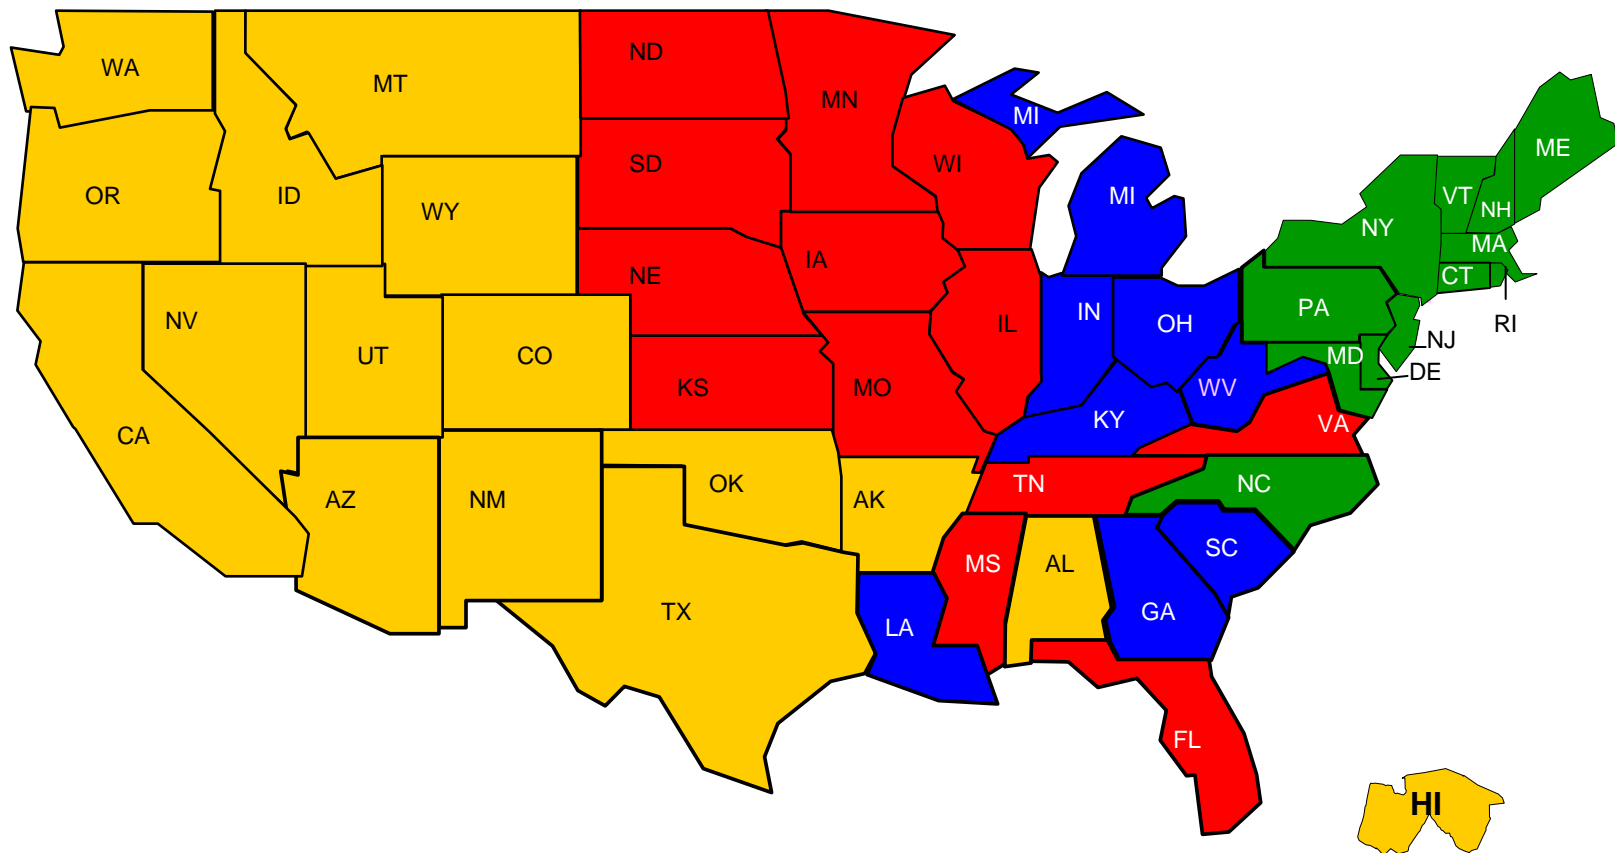 WA
MT
ND
MN
MI
ME
OR
ID
WY
SD
WI
MI
VT
NH
NY
MA
CT
RI
NV
UT
CO
NE
IA
IL
IN
OH
PA
NJ
MD
DE
CA
KS
MO
KY
WV
VA
AZ
NM
OK
AK
TN
NC
TX
LA
MS
AL
GA
SC
FL
HI